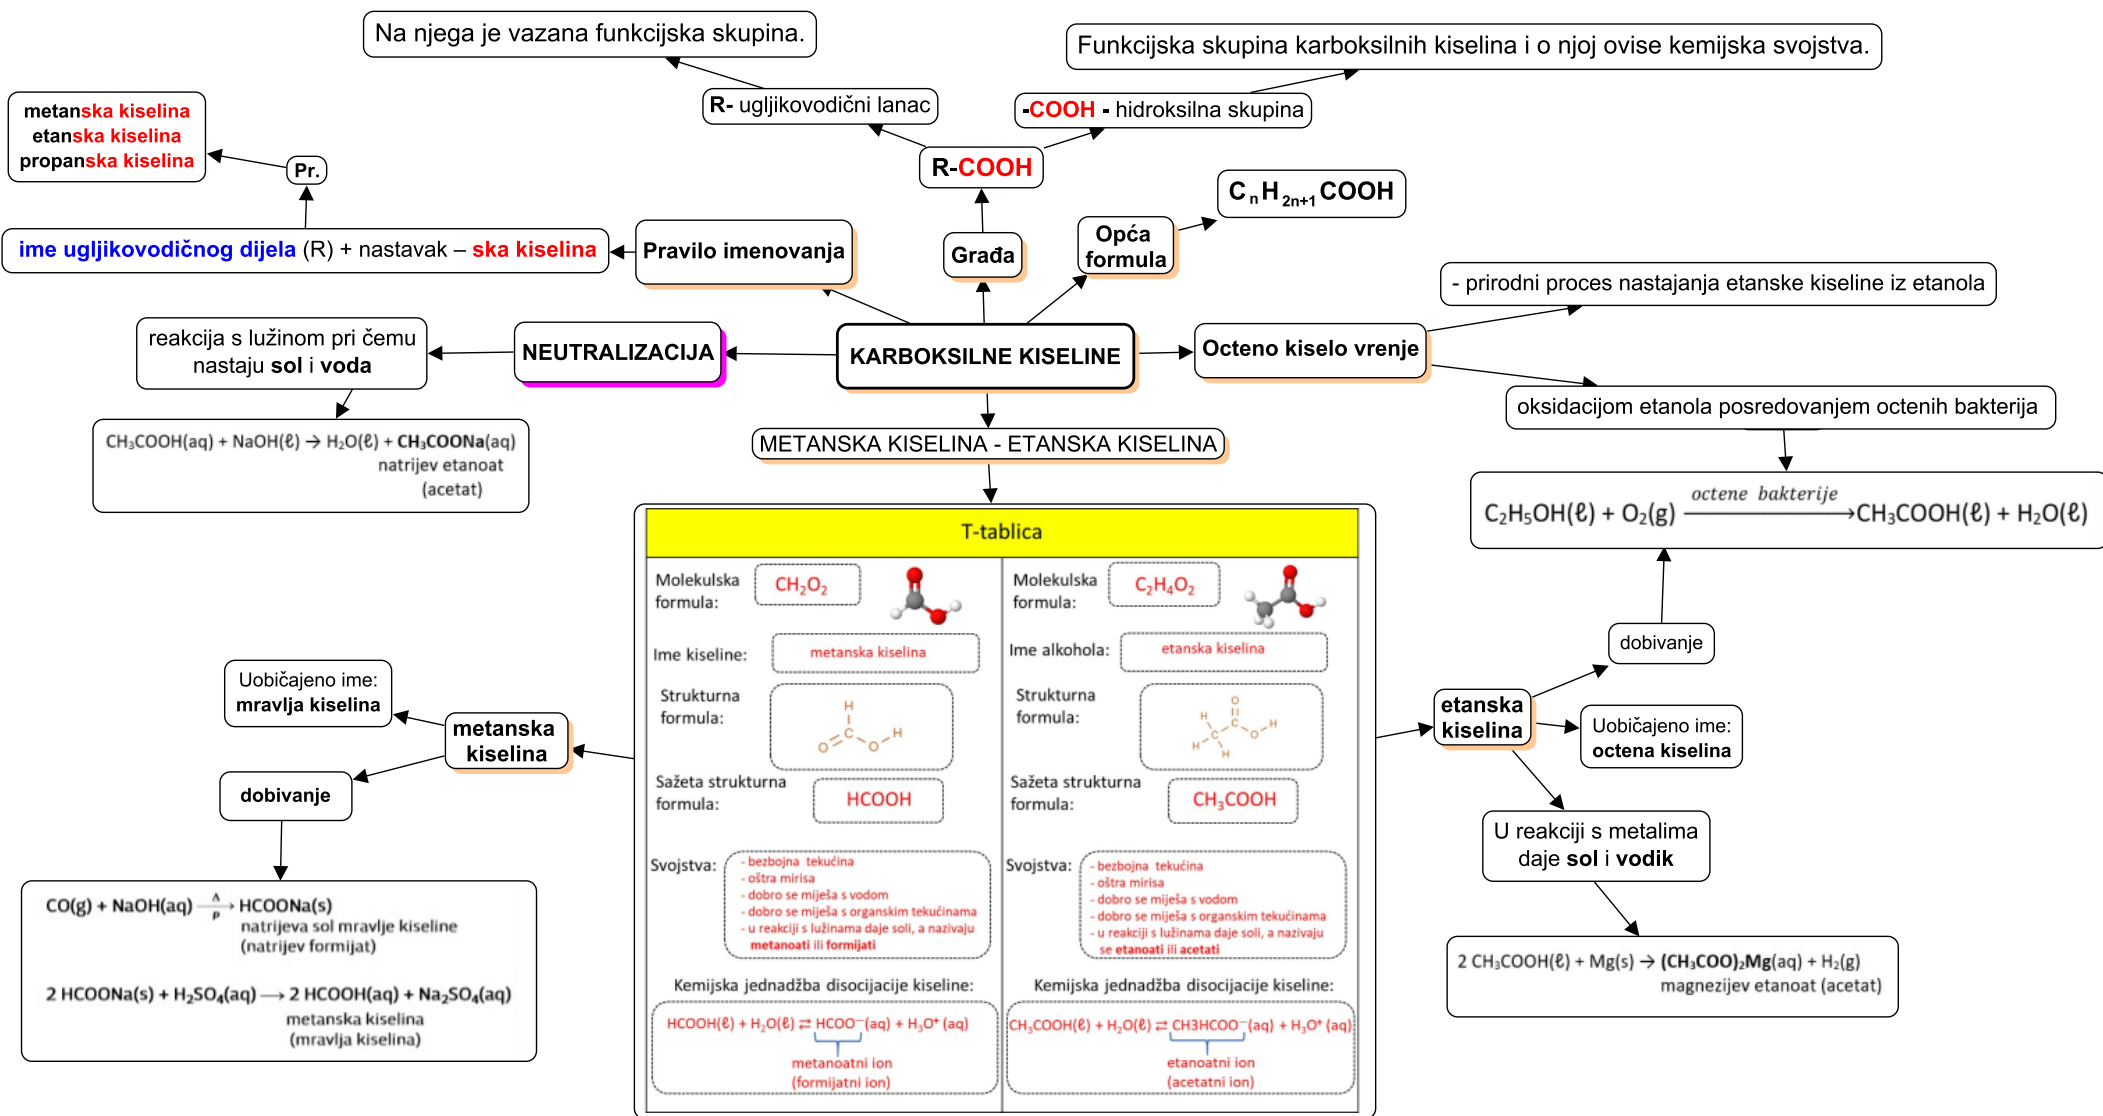 Na njega je vazana funkcijska skupina.
Funkcijska skupina karboksilnih kiselina i o njoj ovise kemijska svojstva.
R- ugljikovodični lanac
-COOH - hidroksilna skupina
metanska kiselina
etanska kiselina
propanska kiselina
Pr.
R-COOH
CnH2n+1COOH
ime ugljikovodičnog dijela (R) + nastavak – ska kiselina
Pravilo imenovanja
Građa
Opća
formula
- prirodni proces nastajanja etanske kiseline iz etanola
reakcija s lužinom pri čemu
nastaju sol i voda
NEUTRALIZACIJA
KARBOKSILNE KISELINE
Octeno kiselo vrenje
oksidacijom etanola posredovanjem octenih bakterija
CH₃COOH(aq) + NaOH(ℓ) → H₂O(ℓ) + CH₃COONa(aq)
natrijev etanoat
(acetat)
METANSKA KISELINA - ETANSKA KISELINA
octene bakterije
C₂H₅OH(ℓ) + O₂(g) ⟶ CH₃COOH(ℓ) + H₂O(ℓ)
T-tablica
Molekulska
formula:
CH₂O₂
Ime kiseline:
metanska kiselina
Strukturna
formula:
H
O C O H
Sažeta strukturna
formula:
HCOOH
Svojstva:
- bezbojna tekućina
- oštra mirisa
- dobro se miješa s vodom
- dobro se miješa s organskim tekućinama
- u reakciji s lužinama daje soli, a nazivaju
metanoati ili formijati
Kemijska jednadžba disocijacije kiseline:
HCOOH(ℓ) + H₂O(ℓ) ⇄ HCOO⁻(aq) + H₃O⁺ (aq)
metanoatni ion
(formijatni ion)
Molekulska
formula:
C₂H₄O₂
Ime alkohola:
etanska kiselina
Strukturna
formula:
O
H C O H
H C H
Sažeta strukturna
formula:
CH₃COOH
Svojstva:
- bezbojna tekućina
- oštra mirisa
- dobro se miješa s vodom
- dobro se miješa s organskim tekućinama
- u reakciji s lužinama daje soli, a nazivaju
se etanoati ili acetati
Kemijska jednadžba disocijacije kiseline:
CH₃COOH(ℓ) + H₂O(ℓ) ⇄ CH3HCOO⁻(aq) + H₃O⁺ (aq)
etanoatni ion
(acetatni ion)
Uobičajeno ime:
mravlja kiselina
metanska
kiselina
dobivanje
CO(g) + NaOH(aq) Λ p → HCOONa(s)
natrijeva sol mravlje kiseline
(natrijev formijat)
2 HCOONa(s) + H₂SO₄(aq) ⟶ 2 HCOOH(aq) + Na₂SO₄(aq)
metanska kiselina
(mravlja kiselina)
dobivanje
etanska
kiselina
Uobičajeno ime:
octena kiselina
U reakciji s metalima
daje sol i vodik
2 CH₃COOH(ℓ) + Mg(s) → (CH₃COO)₂Mg(aq) + H₂(g)
magnezijev etanoat (acetat)